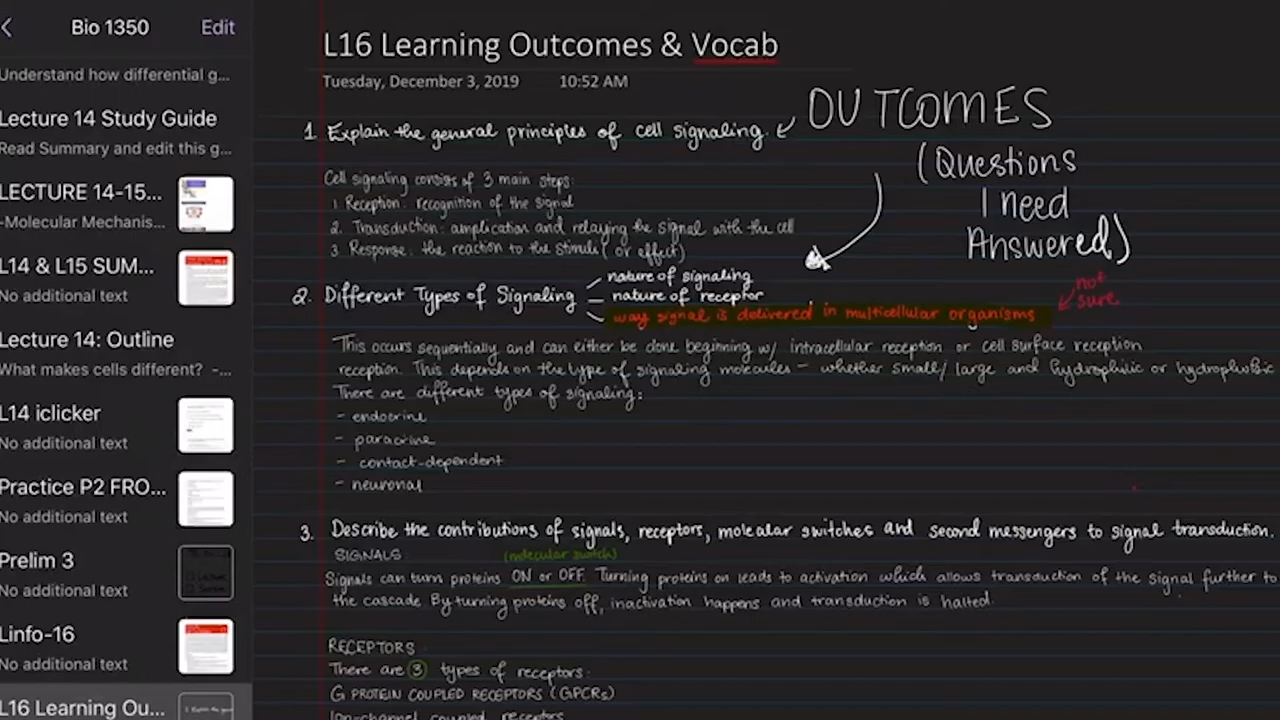 Bio 1350
Edit
Understand how differential g...
Lecture 14 Study Guide
Read Summary and edit this g...
LECTURE 14-15...
-Molecular Mechanis...
L14 & L15 SUM...
No additional text
Lecture 14: Outline
What makes cells different? -...
L14 iclicker
No additional text
Practice P2 FRO...
No additional text
Prelim 3
No additional text
Linfo-16
No additional text
L16 Learning Ou...
L16 Learning Outcomes & Vocab
Tuesday, December 3, 2019 10:52 AM
OUTCOMES
(Questions
I need
Answered)
1. Explain the general principles of cell signaling.
Cell signaling consists of 3 main steps:
1. Reception: recognition of the signal
2. Transduction: amplication and relaying the signal with the cell
3. Response: the reaction to the stimuli (or effect)
2. Different Types of Signaling
nature of signaling
nature of receptor
way signal is delivered in multicellular organisms
not
sure
This occurs sequentially and can either be done beginning w/ intracellular reception or cell surface reception
reception. This depends on the type of signaling molecules - whether small/large and hydrophilic or hydrophobic
There are different types of signaling:
- endocrine
- paracrine
- contact-dependent
- neuronal
3. Describe the contributions of signals, receptors, molecular switches and second messengers to signal transduction.
SIGNALS: (molecular switch)
Signals can turn proteins ON or OFF. Turning proteins on leads to activation which allows transduction of the signal further to
the cascade By turning proteins off, inactivation happens and transduction is halted.
RECEPTORS
There are 3 types of receptors:
G PROTEIN COUPLED RECEPTORS (GPCRs)
Ion-channel coupled receptors